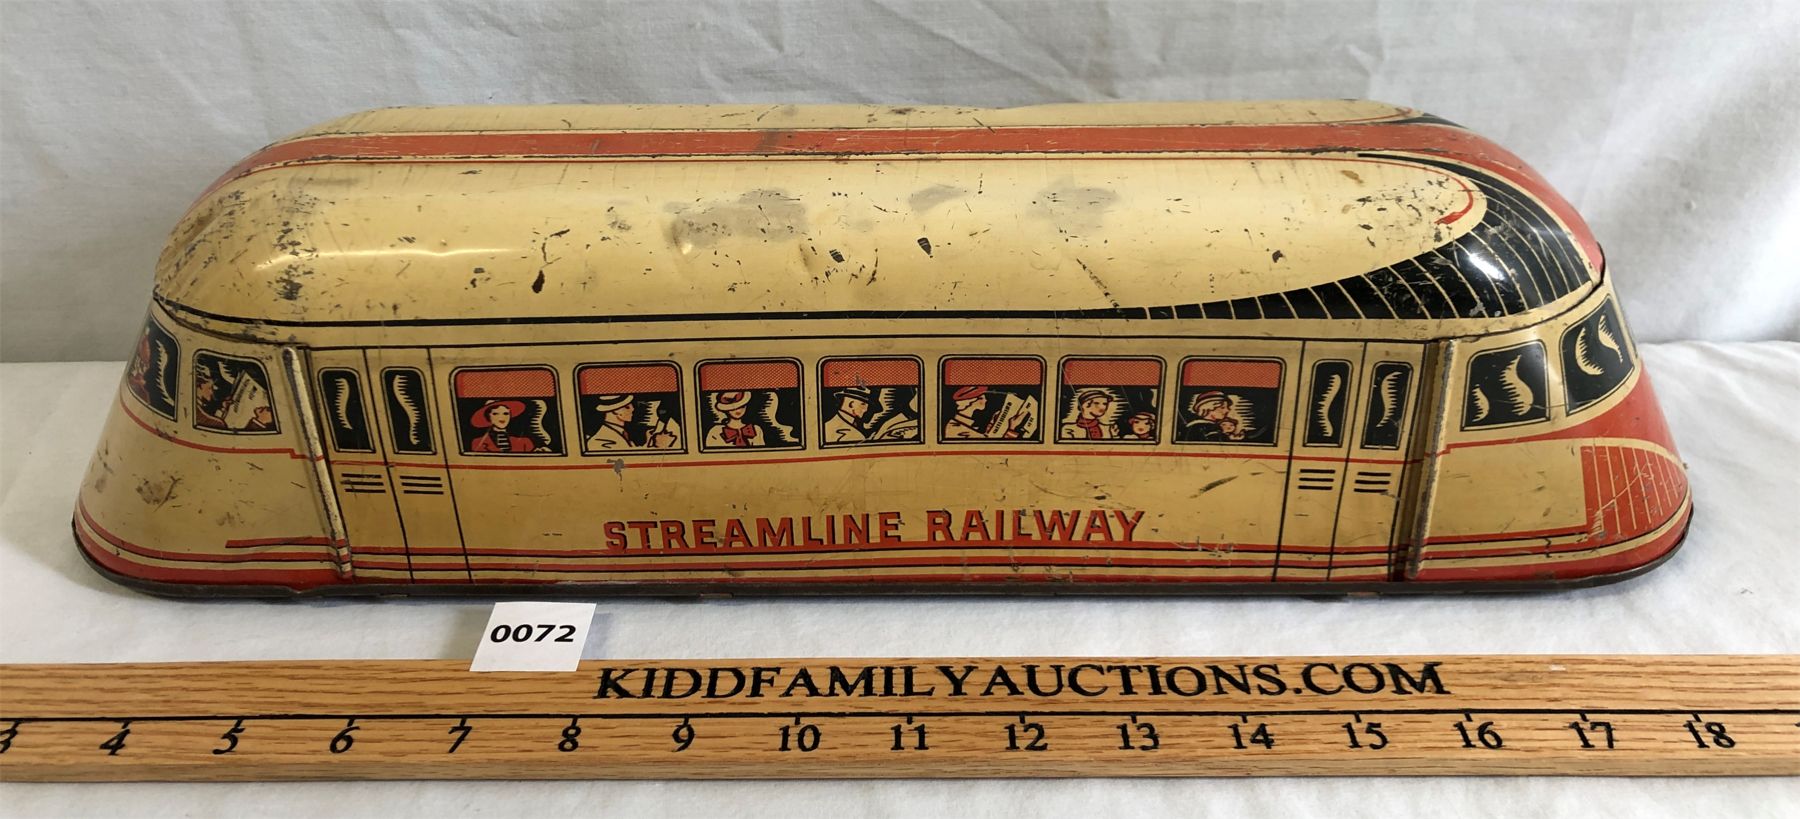 STREAMLINE RAILWAY
0072
KIDDFAMILYAUCTIONS.COM
3 4 5 6 7 8 9 10 11 12 13 14 15 16 17 18